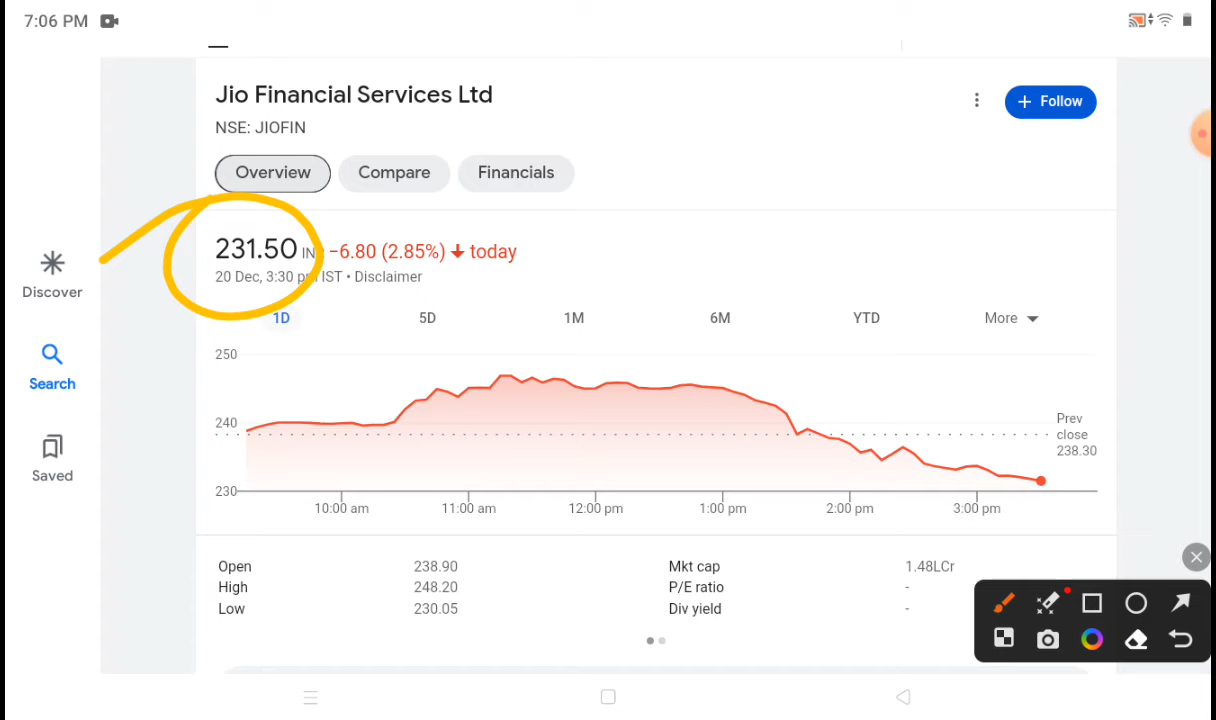 7:06 PM
Jio Financial Services Ltd
NSE: JIOFIN
+ Follow
Overview Compare Financials
231.50 −6.80 (2.85%) today
20 Dec, 3:30 IST • Disclaimer
1D 5D 1M 6M YTD More
250
240
230
Prev
close
238.30
10:00 am 11:00 am 12:00 pm 1:00 pm 2:00 pm 3:00 pm
Open 238.90 Mkt cap 1.48LCr
High 248.20 P/E ratio -
Low 230.05 Div yield -
Discover
Search
Saved